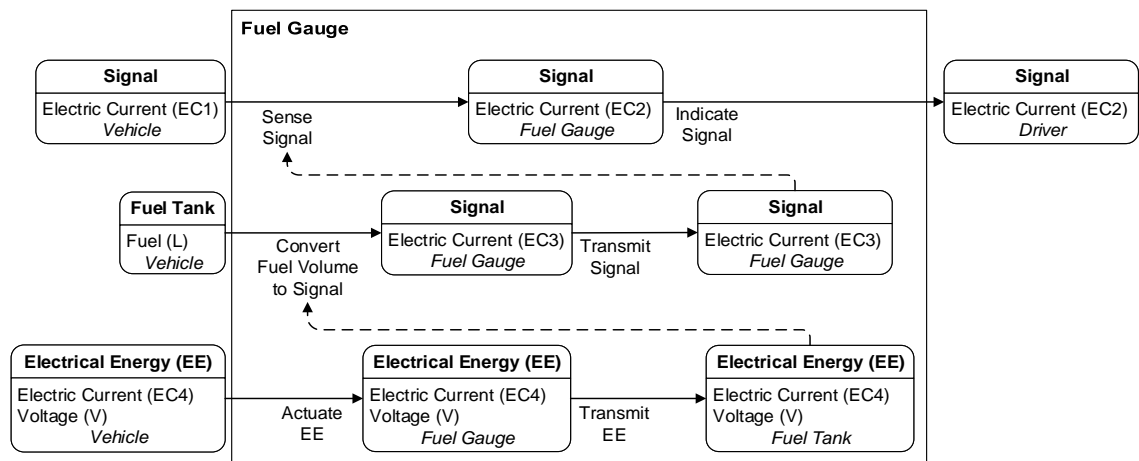 Fuel Gauge
Signal
Electric Current (EC1)
Vehicle
Sense
Signal
Signal
Electric Current (EC2)
Fuel Gauge
Indicate
Signal
Signal
Electric Current (EC2)
Driver
Fuel Tank
Fuel (L)
Vehicle
Convert
Fuel Volume
to Signal
Signal
Electric Current (EC3)
Fuel Gauge
Transmit
Signal
Signal
Electric Current (EC3)
Fuel Gauge
Electrical Energy (EE)
Electric Current (EC4)
Voltage (V)
Vehicle
Actuate
EE
Electrical Energy (EE)
Electric Current (EC4)
Voltage (V)
Fuel Gauge
Transmit
EE
Electrical Energy (EE)
Electric Current (EC4)
Voltage (V)
Fuel Tank